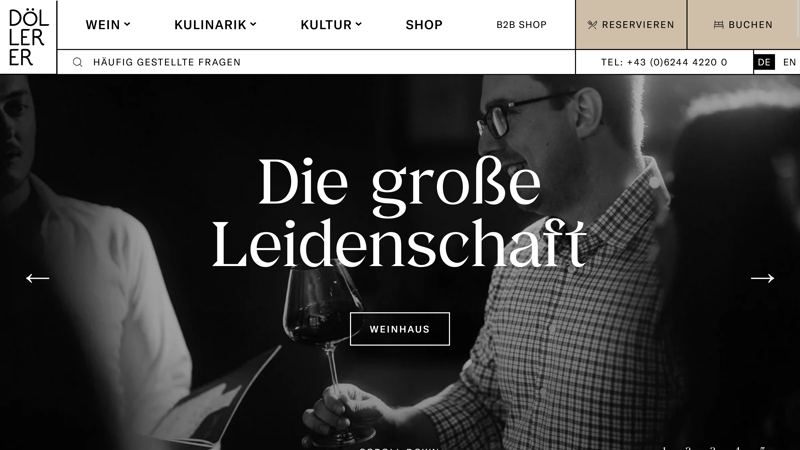 DÖL
LER
ER
WEIN
KULINARIK
KULTUR
SHOP
B2B SHOP
RESERVIEREN
BUCHEN
HÄUFIG GESTELLTE FRAGEN
TEL: +43 (0)6244 4220 0
DE
EN
Die große
Leidenschaft
WEINHAUS